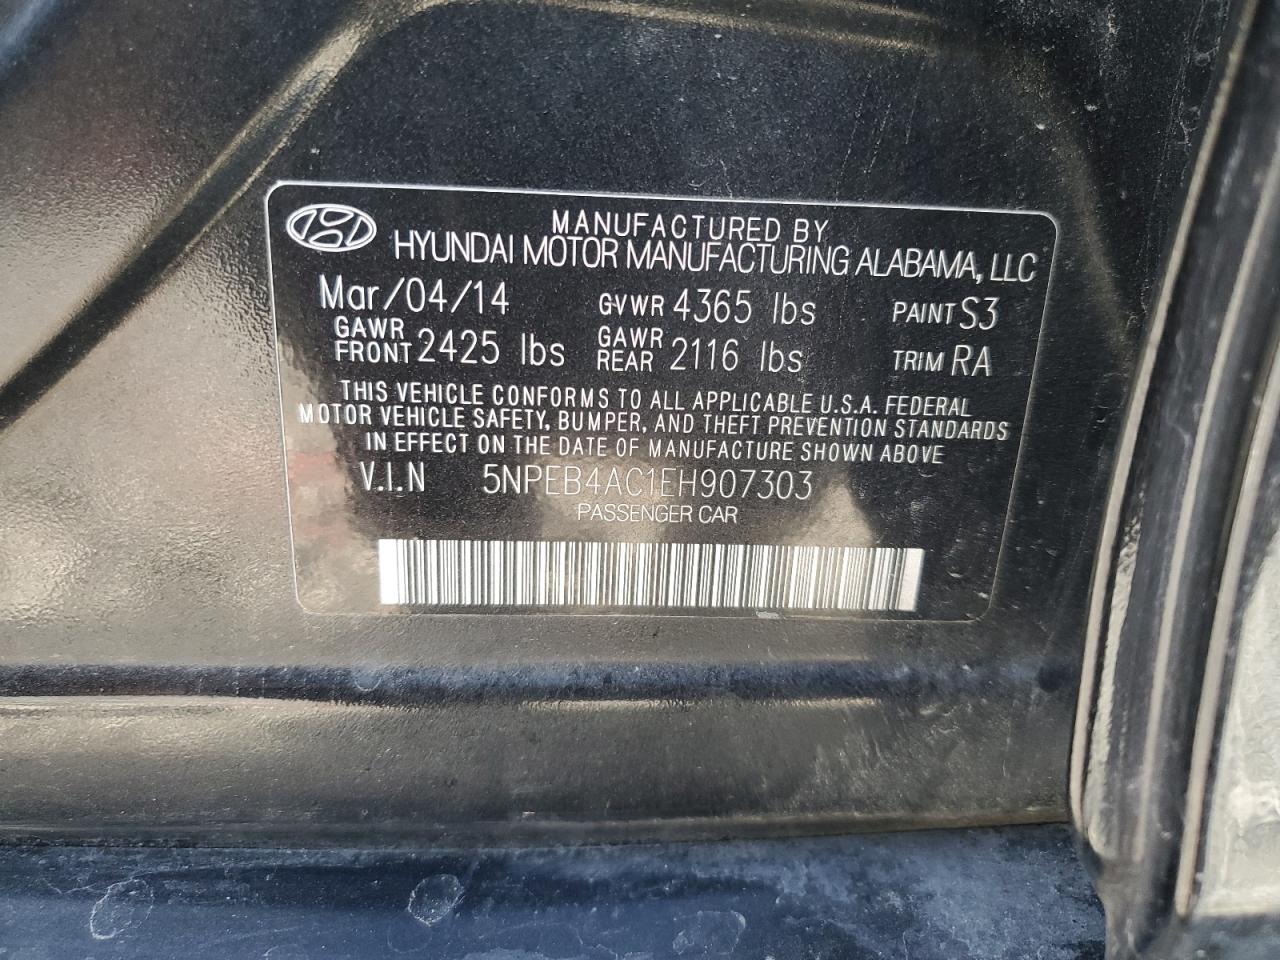 MANUFACTURED BY
HYUNDAI MOTOR MANUFACTURING ALABAMA, LLC
Mar/04/14 GVWR 4365 lbs PAINT S3
GAWR FRONT 2425 lbs GAWR REAR 2116 lbs TRIM RA
THIS VEHICLE CONFORMS TO ALL APPLICABLE U.S.A. FEDERAL
MOTOR VEHICLE SAFETY, BUMPER, AND THEFT PREVENTION STANDARDS
IN EFFECT ON THE DATE OF MANUFACTURE SHOWN ABOVE
V.I.N 5NPEB4AC1EH907303
PASSENGER CAR